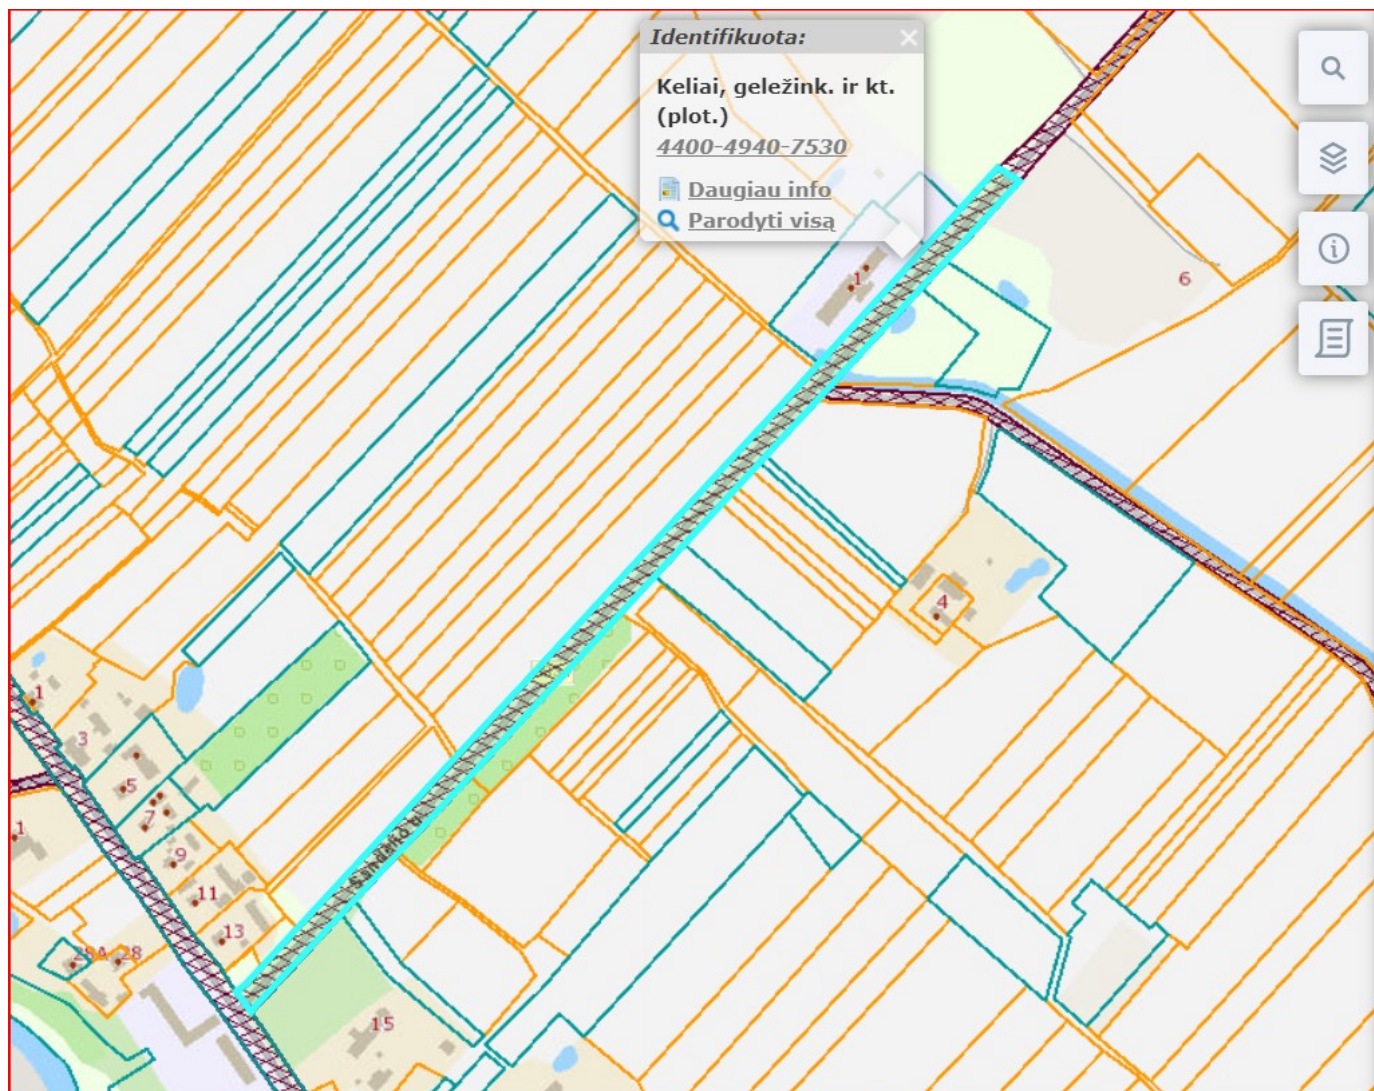 Identifikuota:
Keliai, geležink. ir kt.
(plot.)
4400-4940-7530
Daugiau info
Parodyti visą
1
6
4
1
3
5
7
1
9
11
13
28A
28
15